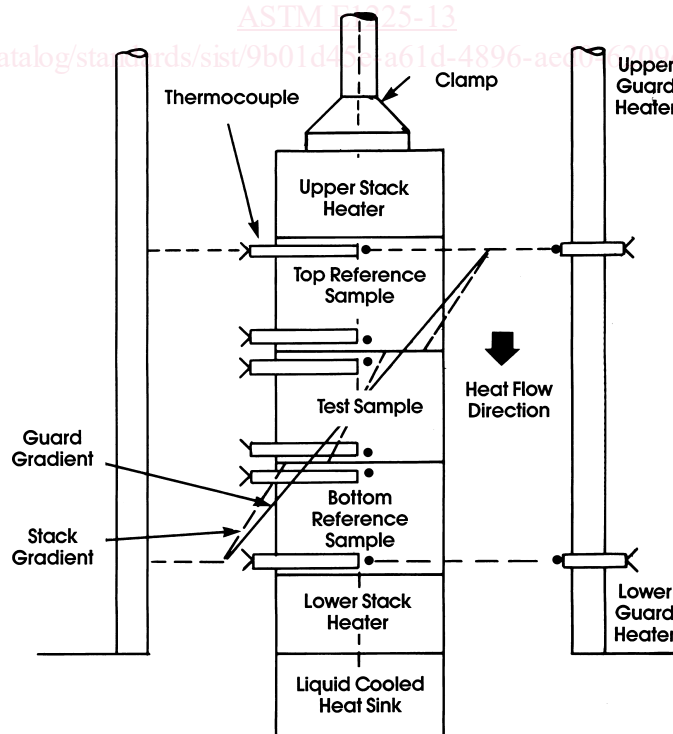 ASTM E1225-13
Thermocouple
Clamp
Upper
Guard
Heater
Upper Stack
Heater
Top Reference
Sample
Heat Flow
Direction
Test Sample
Guard
Gradient
Bottom
Reference
Sample
Stack
Gradient
Lower Stack
Heater
Lower
Guard
Heater
Liquid Cooled
Heat Sink